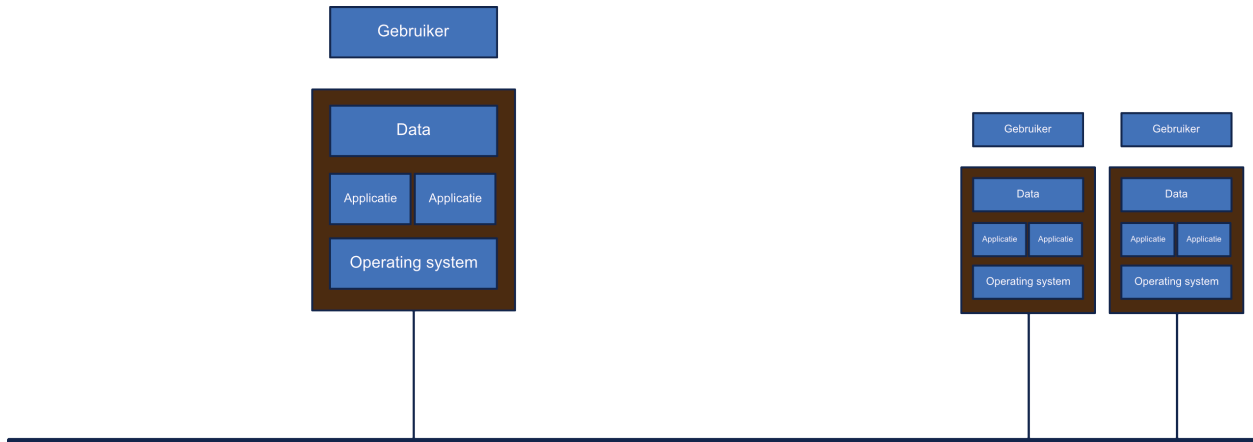 Gebruiker
Data
Applicatie Applicatie
Operating system
Gebruiker
Data
Applicatie Applicatie
Operating system
Gebruiker
Data
Applicatie Applicatie
Operating system